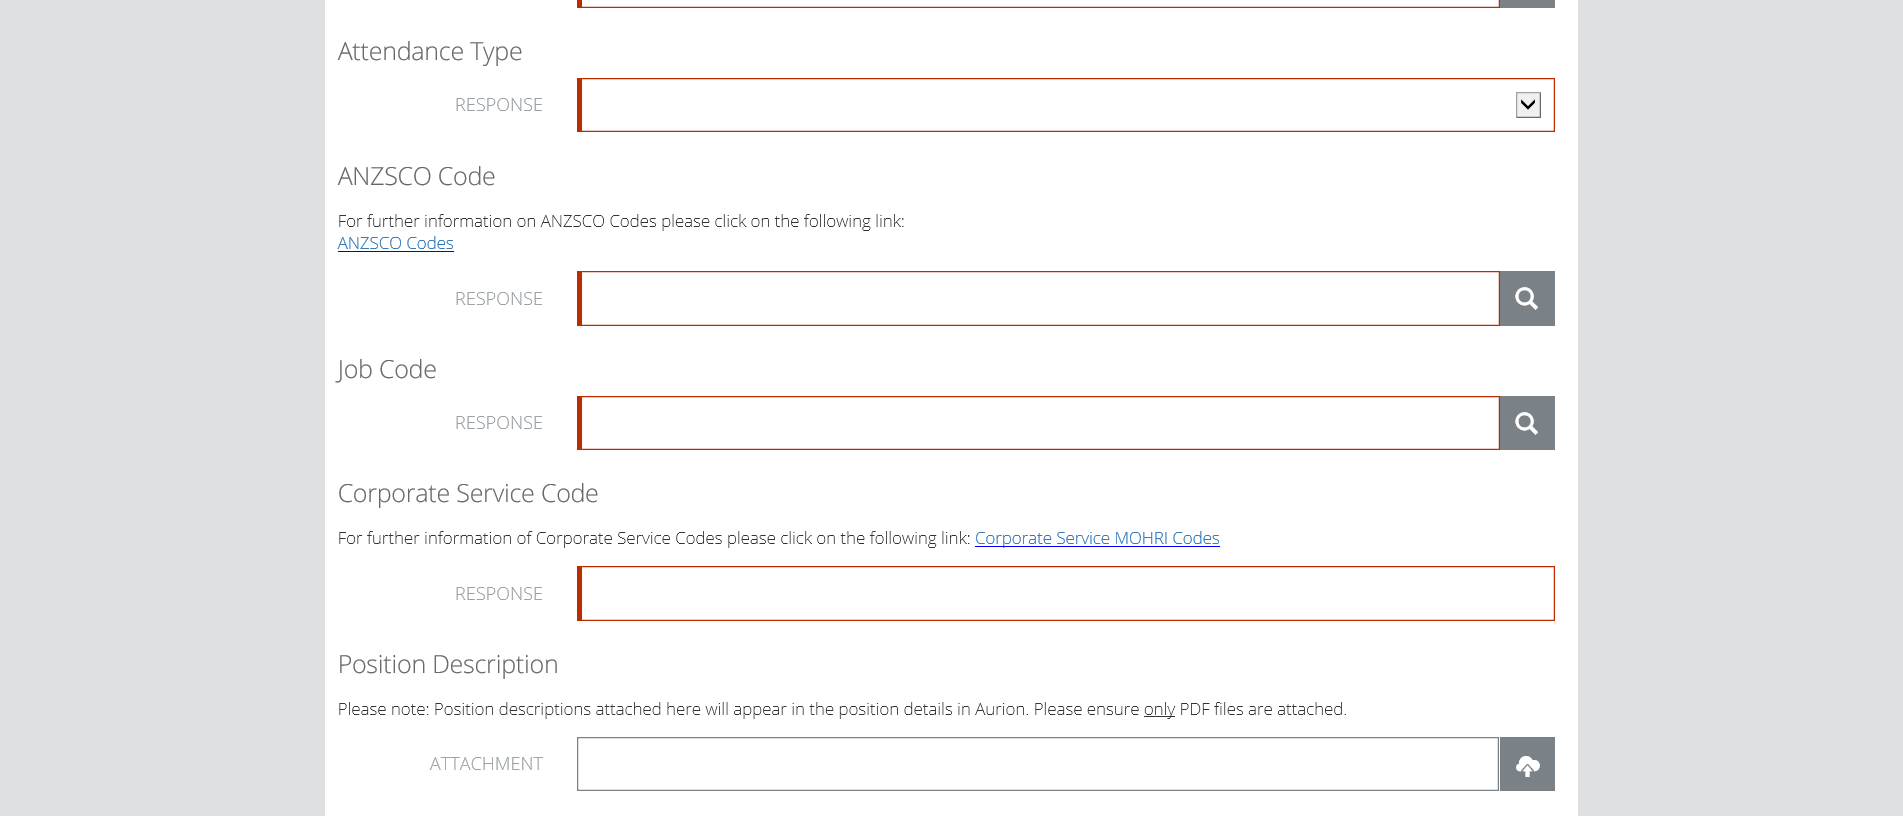 Attendance Type
RESPONSE
ANZSCO Code
For further information on ANZSCO Codes please click on the following link:
ANZSCO Codes
RESPONSE
Job Code
RESPONSE
Corporate Service Code
For further information of Corporate Service Codes please click on the following link: Corporate Service MOHRI Codes
RESPONSE
Position Description
Please note: Position descriptions attached here will appear in the position details in Aurion. Please ensure only PDF files are attached.
ATTACHMENT